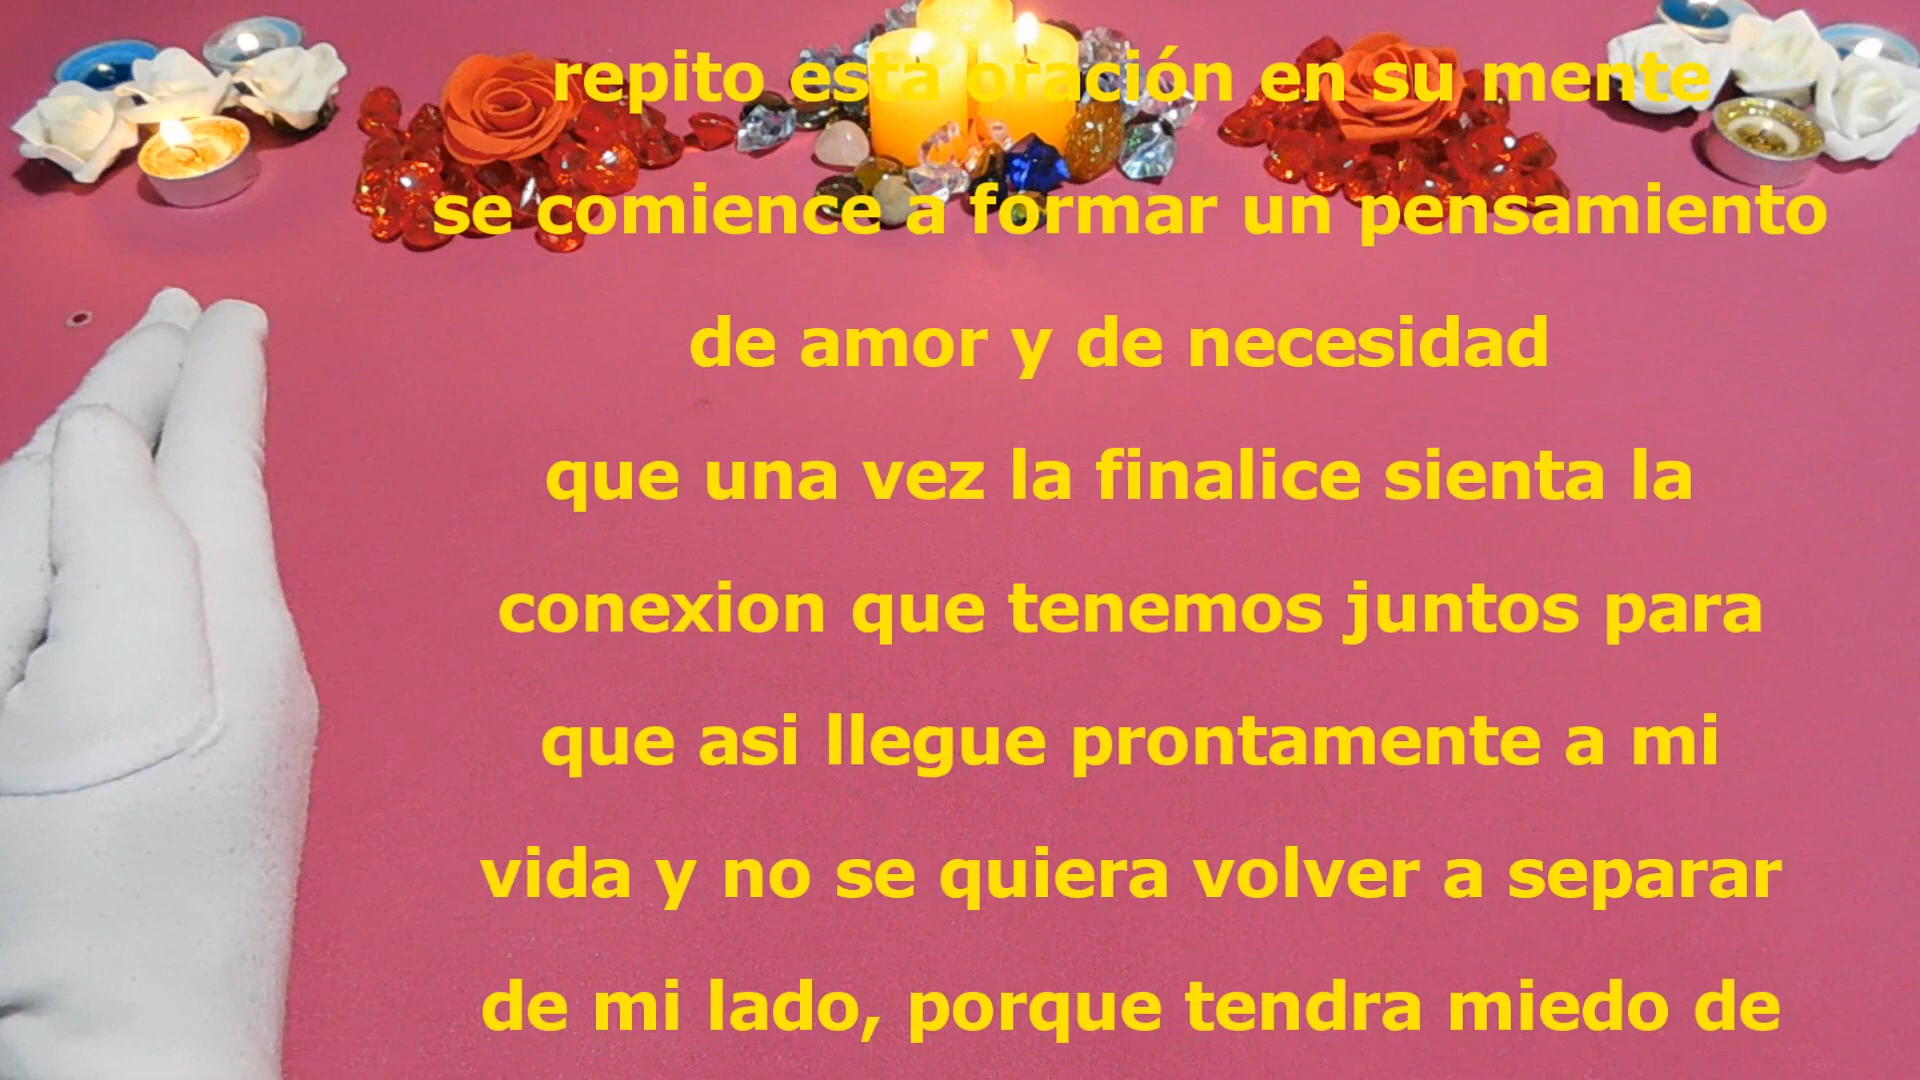 repito esta oración en su mente
se comience a formar un pensamiento
de amor y de necesidad
que una vez la finalice sienta la
conexion que tenemos juntos para
que asi llegue prontamente a mi
vida y no se quiera volver a separar
de mi lado, porque tendra miedo de